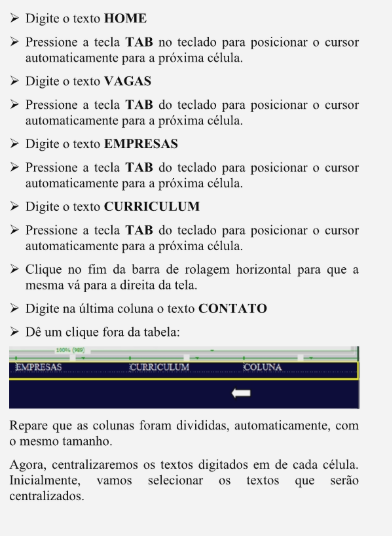 ➤ Digite o texto HOME
➤ Pressione a tecla TAB no teclado para posicionar o cursor
automaticamente para a próxima célula.
➤ Digite o texto VAGAS
➤ Pressione a tecla TAB do teclado para posicionar o cursor
automaticamente para a próxima célula.
➤ Digite o texto EMPRESAS
➤ Pressione a tecla TAB do teclado para posicionar o cursor
automaticamente para a próxima célula.
➤ Digite o texto CURRICULUM
➤ Pressione a tecla TAB do teclado para posicionar o cursor
automaticamente para a próxima célula.
➤ Clique no fim da barra de rolagem horizontal para que a
mesma vá para a direita da tela.
➤ Digite na última coluna o texto CONTATO
➤ Dê um clique fora da tabela:
EMPRESAS CURRICULUM COLUNA
Repare que as colunas foram divididas, automaticamente, com
o mesmo tamanho.
Agora, centralizaremos os textos digitados em de cada célula.
Inicialmente, vamos selecionar os textos que serão
centralizados.